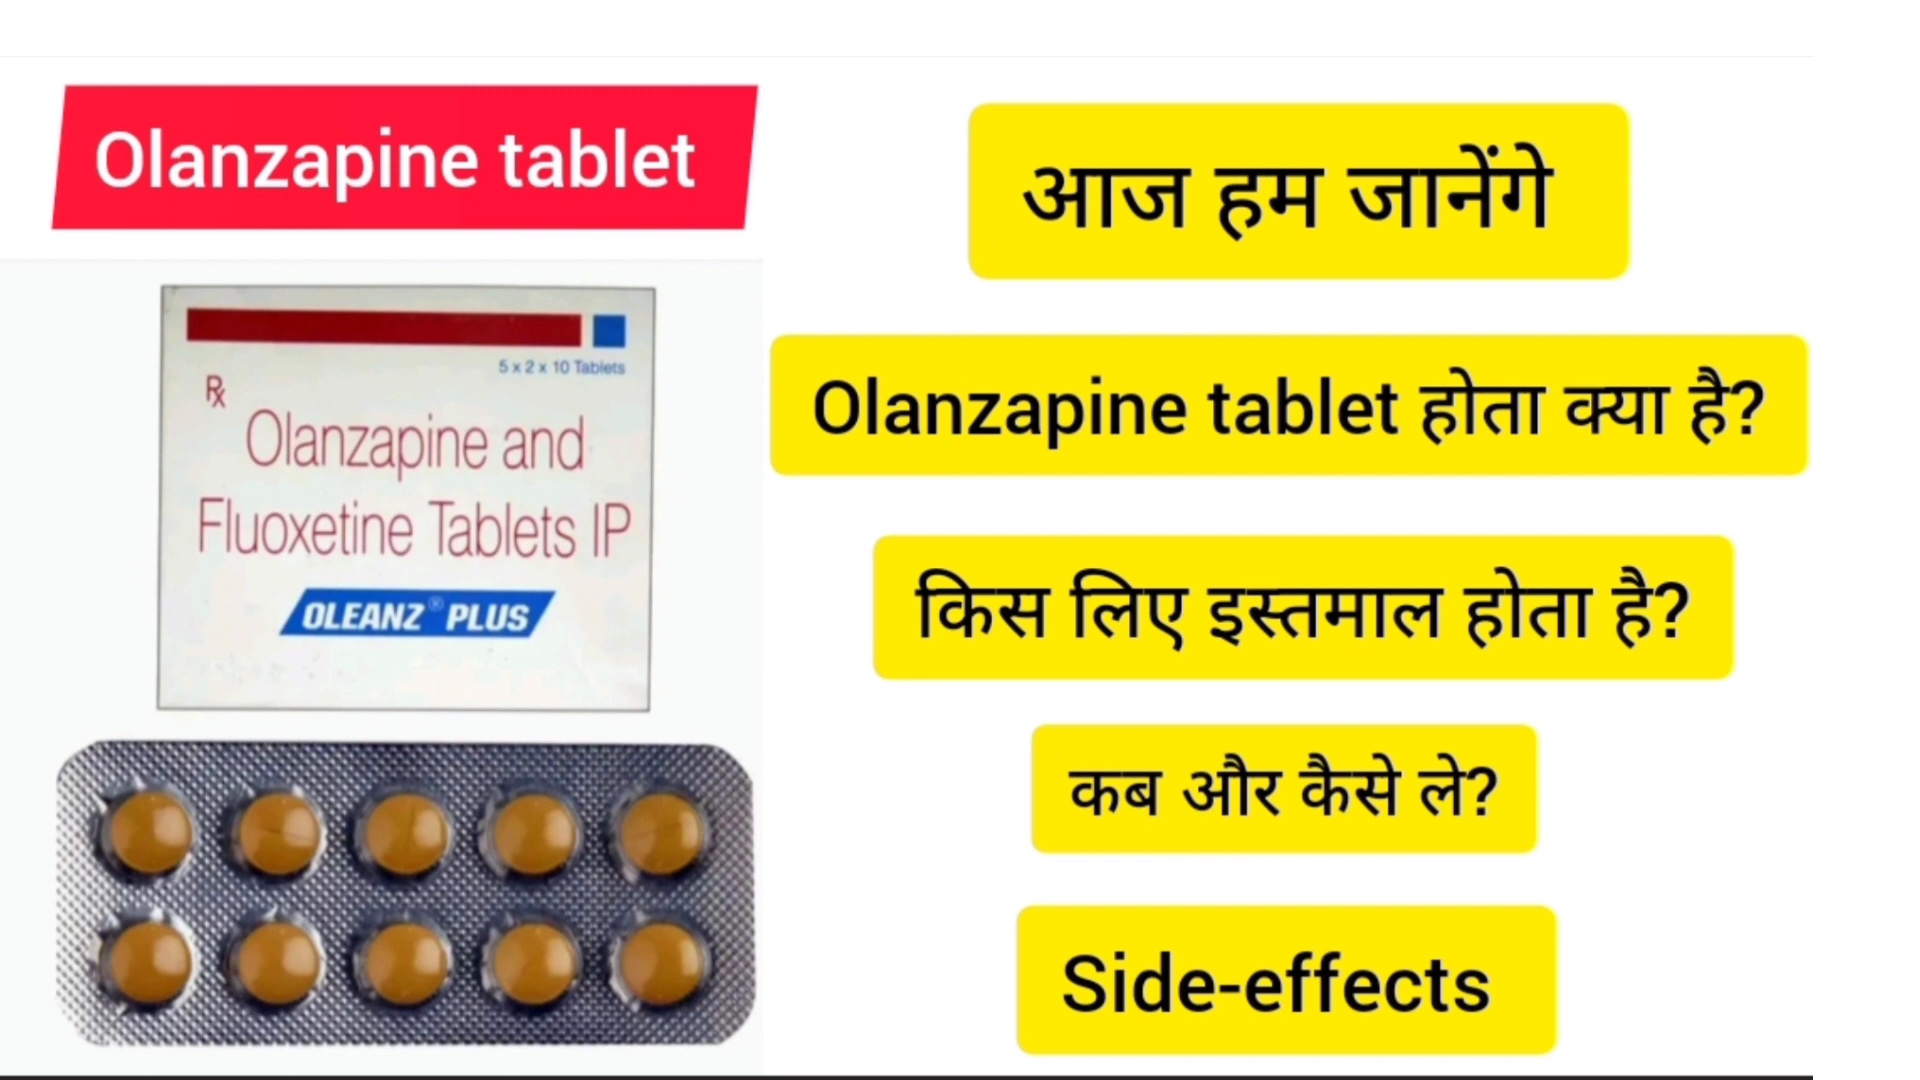 Olanzapine tablet
5 x 2 x 10 Tablets
Rx
Olanzapine and
Fluoxetine Tablets IP
OLEANZ® PLUS
आज हम जानेंगे
Olanzapine tablet होता क्या है?
किस लिए इस्तमाल होता है?
कब और कैसे ले?
Side-effects